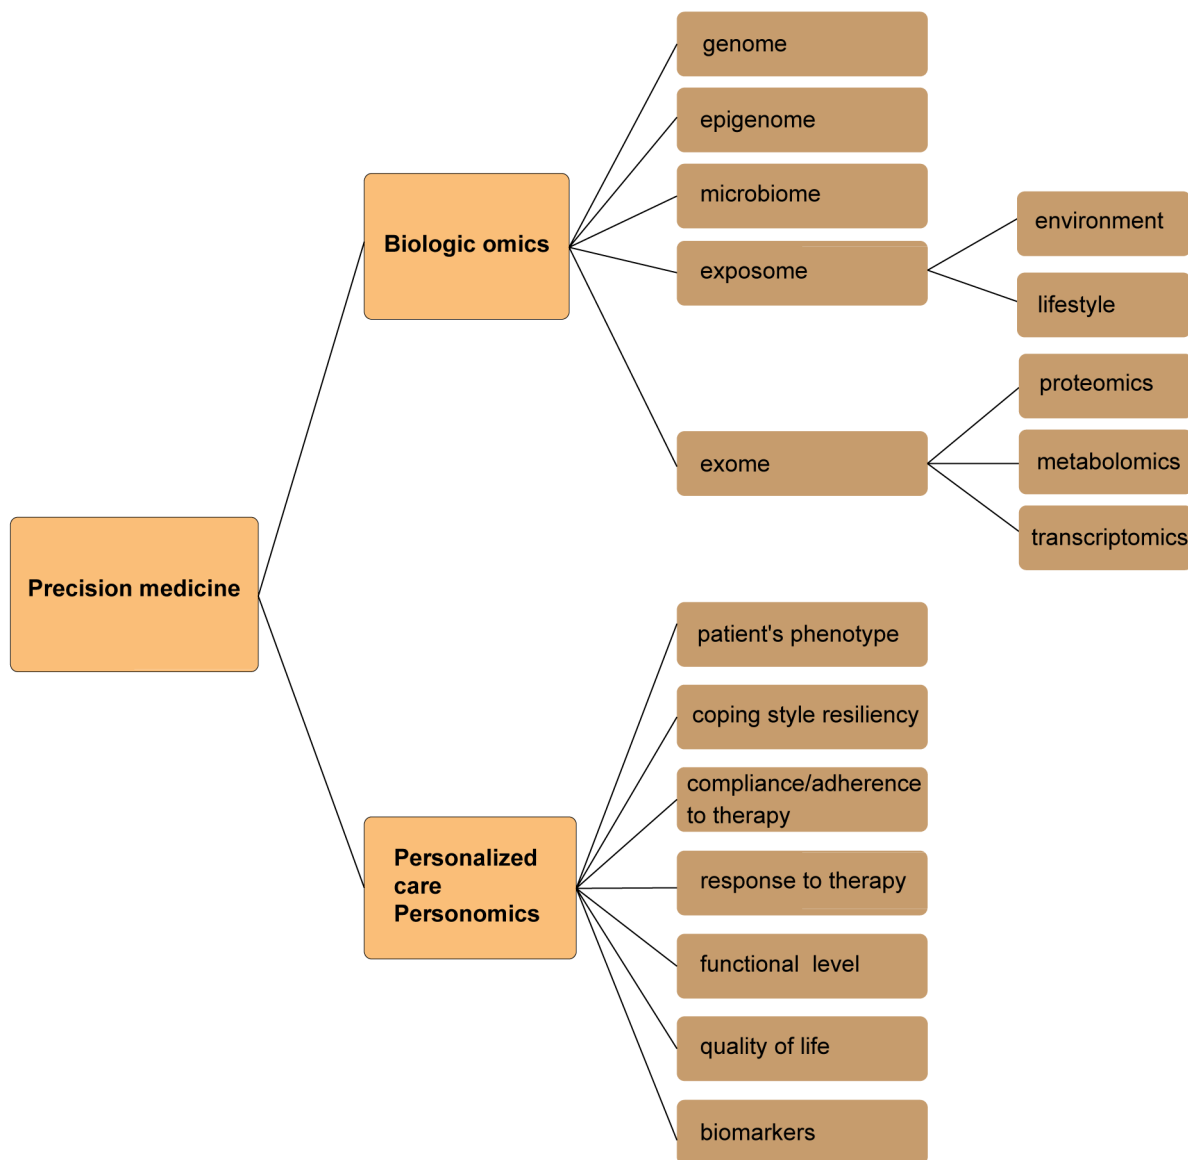 genome
epigenome
microbiome
exposome
environment
lifestyle
Biologic omics
exome
proteomics
metabolomics
transcriptomics
Precision medicine
patient's phenotype
coping style resiliency
compliance/adherence
to therapy
response to therapy
functional level
quality of life
biomarkers
Personalized
care
Personomics